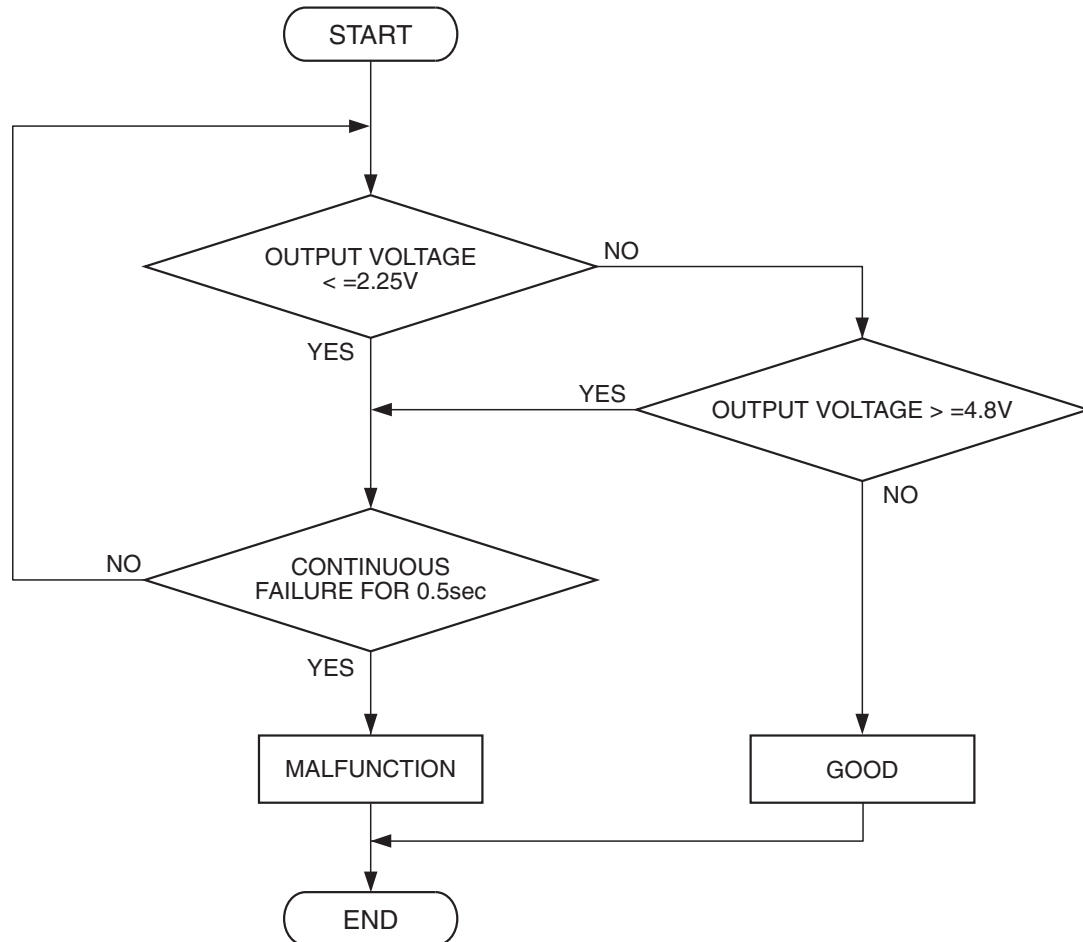 START
OUTPUT VOLTAGE
< =2.25V
NO
YES
YES
OUTPUT VOLTAGE > =4.8V
NO
NO
CONTINUOUS
FAILURE FOR 0.5sec
YES
MALFUNCTION
GOOD
END